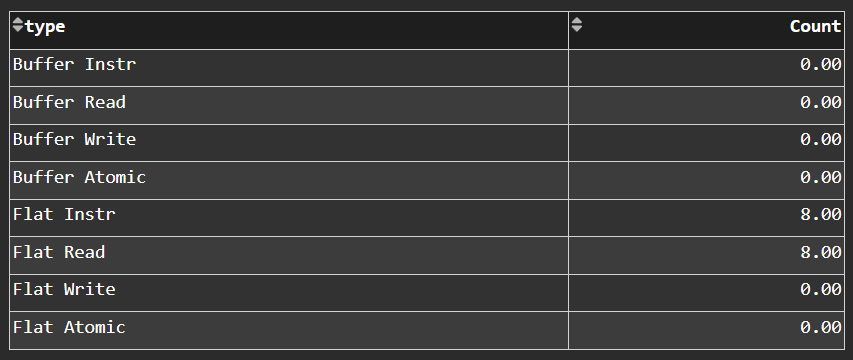 type Count
Buffer Instr 0.00
Buffer Read 0.00
Buffer Write 0.00
Buffer Atomic 0.00
Flat Instr 8.00
Flat Read 8.00
Flat Write 0.00
Flat Atomic 0.00